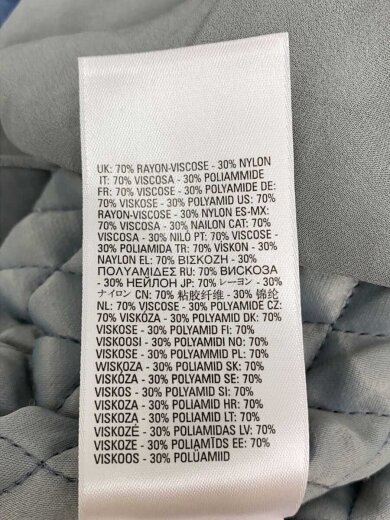 UK: 70% RAYON-VISCOSE - 30% NYLON
IT: 70% VISCOSA - 30% POLIAMMIDE
FR: 70% VISCOSE - 30% POLYAMIDE DE:
70% VISKOSE - 30% POLYAMID US: 70%
RAYON-VISCOSE - 30% NYLON ES-MX:
70% VISCOSA - 30% NAILON CAT: 70%
VISCOSA - 30% NILÓ PT: 70% VISCOSE -
30% POLIAMIDA TR: 70% VİSKON - 30%
NAYLON EL: 70% ΒΙΣΚΟΖΗ - 30%
ΠΟΛΥΑΜΙΔΕΣ RU: 70% ВИСКОЗА
- 30% НЕЙЛОН JP: 70% レーヨン - 30%
ナイロン CN: 70% 粘胶纤维 - 30% 锦纶
NL: 70% VISCOSE - 30% POLYAMIDE CZ:
70% VISKÓZA - 30% POLYAMID DK: 70%
VISKOSE - 30% POLYAMID FI: 70%
VISKOOSI - 30% POLYAMIDI NO: 70%
VISKOSE - 30% POLYAMID PL: 70%
WISKOZA - 30% POLIAMID SK: 70%
VISKÓZA - 30% POLYAMID SE: 70%
VISKOS - 30% POLYAMID SI: 70%
VISKOZA - 30% POLIAMID HR: 70%
VISKOZA - 30% POLIAMID LT: 70%
VISKOZĖ - 30% POLIAMIDAS LV: 70%
VISKOZE - 30% POLIAMĪDS EE: 70%
VISKOOS - 30% POLÜAMIID